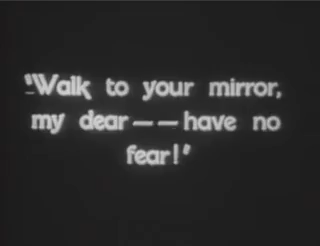 "Walk to your mirror,
my dear — — have no
fear!"